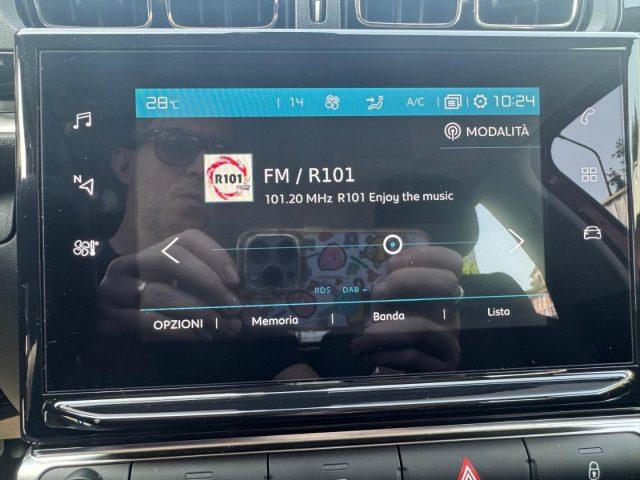 28°C 14 A/C 10:24
MODALITÀ
R101
FM / R101
101.20 MHz R101 Enjoy the music
N
RDS DAB
OPZIONI Memoria Banda Lista